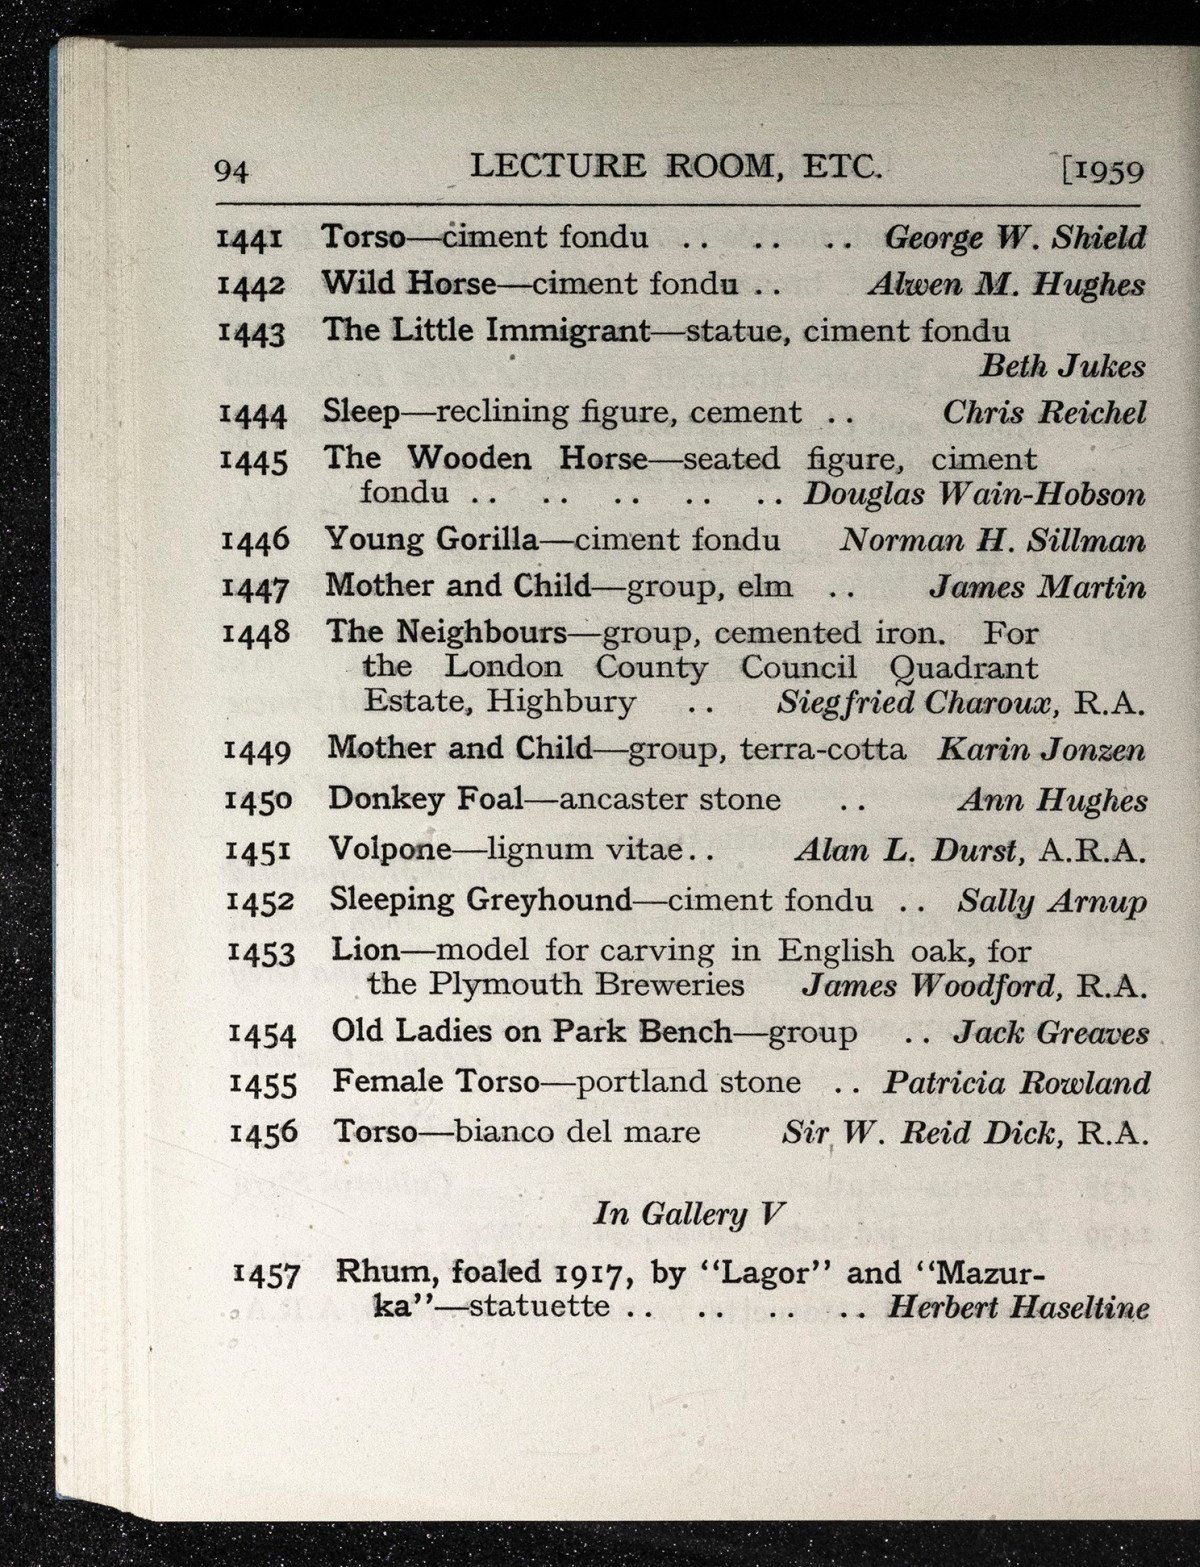 94 LECTURE ROOM, ETC. [1959
1441 Torso—ciment fondu .. .. .. George W. Shield
1442 Wild Horse—ciment fondu .. Alwen M. Hughes
1443 The Little Immigrant—statue, ciment fondu
Beth Jukes
1444 Sleep—reclining figure, cement .. Chris Reichel
1445 The Wooden Horse—seated figure, ciment
fondu .. .. .. .. .. Douglas Wain-Hobson
1446 Young Gorilla—ciment fondu Norman H. Sillman
1447 Mother and Child—group, elm .. James Martin
1448 The Neighbours—group, cemented iron. For
the London County Council Quadrant
Estate, Highbury .. Siegfried Charoux, R.A.
1449 Mother and Child—group, terra-cotta Karin Jonzen
1450 Donkey Foal—ancaster stone .. Ann Hughes
1451 Volpone—lignum vitae.. Alan L. Durst, A.R.A.
1452 Sleeping Greyhound—ciment fondu .. Sally Arnup
1453 Lion—model for carving in English oak, for
the Plymouth Breweries James Woodford, R.A.
1454 Old Ladies on Park Bench—group .. Jack Greaves
1455 Female Torso—portland stone .. Patricia Rowland
1456 Torso—bianco del mare Sir W. Reid Dick, R.A.
In Gallery V
1457 Rhum, foaled 1917, by “Lagor” and “Mazur-
ka”—statuette .. .. .. .. Herbert Haseltine